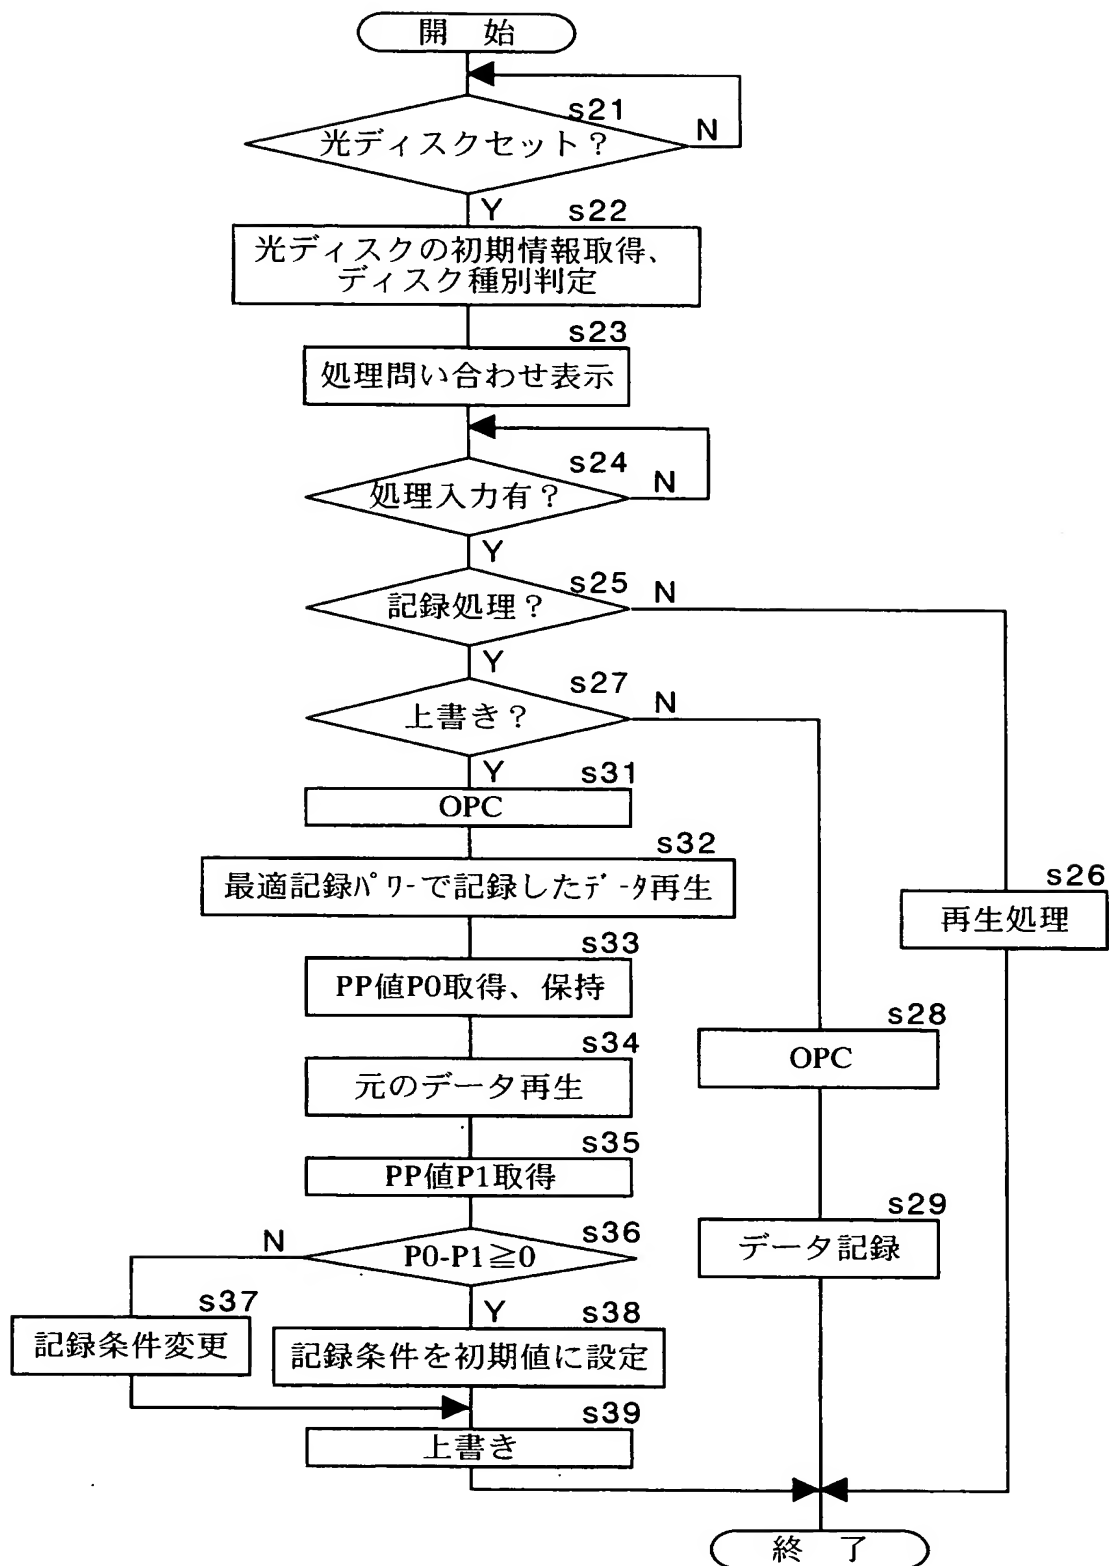 開 始
s21
光ディスクセット？
N
Y
s22
光ディスクの初期情報取得、
ディスク種別判定
s23
処理問い合わせ表示
s24
処理入力有？
N
Y
s25
記録処理？
N
Y
s27
上書き？
N
Y
s31
OPC
s32
最適記録ﾊﾟﾜｰで記録したﾃﾞｰﾀ再生
s26
再生処理
s33
PP値P0取得、保持
s28
OPC
s34
元のデータ再生
s35
PP値P1取得
s29
データ記録
s36
P0-P1≧0
N
Y
s37
記録条件変更
s38
記録条件を初期値に設定
s39
上書き
終 了